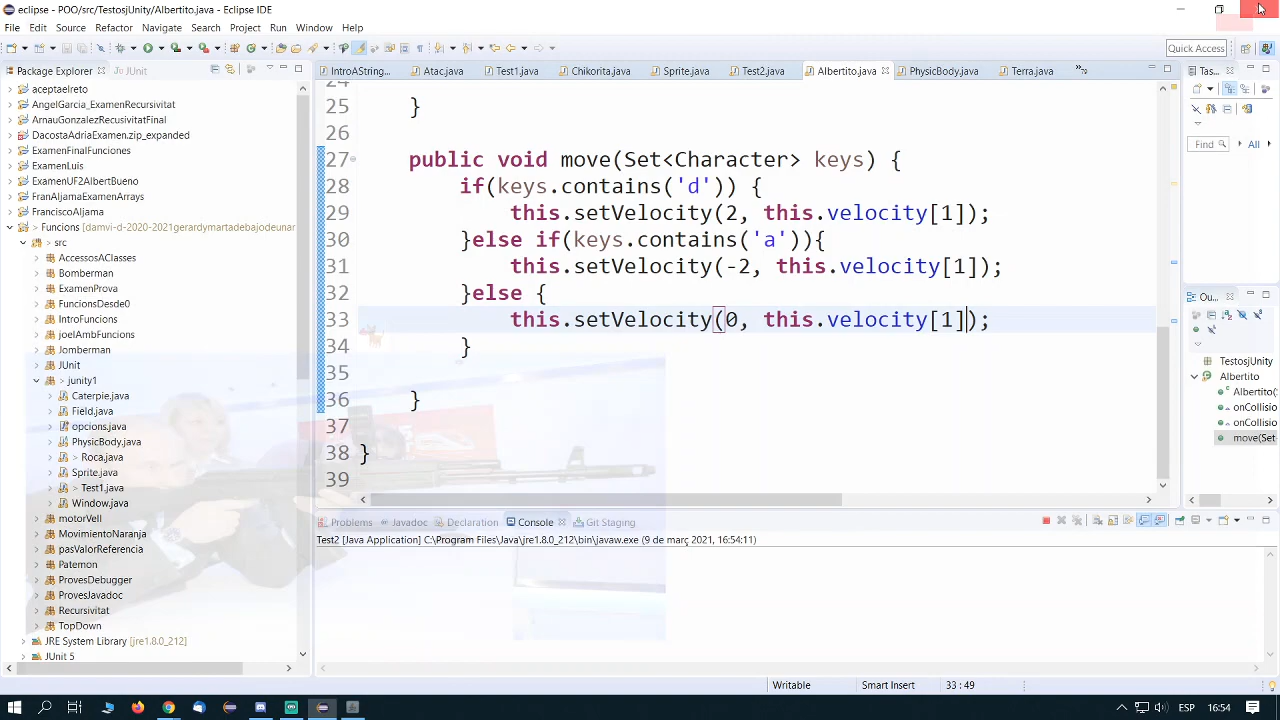 eclipse - POO/src/TestosjUnity/Albertito.java - Eclipse IDE
File Edit Source Refactor Navigate Search Project Run Window Help
Quick Access
Package Explorer JUnit
IntroAString... Atac.java Test1.java Chikorita.java Sprite.java Test2.java Albertito.java PhysicBody.java Terra.java
Tas...
aceptaelreto
AngelGarcia_ExamenRecursivitat
ArnauGonzalezRecusivitatFinal
DacostaAdriaExamen.zip_expanded
ExamenFinalFunciones
ExamenLuis
ExamenUF2AlbertBueno
FranAljamaExamenArrays
FranciscoAljama
> Funcions [damvi-d-2020-2021gerardymartadebajodeunar
> src
AccessosAClasses
Bomberman
ExamenProva
FuncionsDesde0
IntroFuncions
joelAmbFuncions
Jomberman
JUnit
> junity1
Caterpie.java
Field.java
opcions.java
PhysicBody.java
> Roca.java
Sprite.java
> Test1.java
Window.java
motorVell
MovimientoNaranja
pasValorReferencia
Patemon
ProvesDebugger
ProvesJavadoc
Recursivitat
TopDown
JRE System Library [jre1.8.0_212]
JUnit 5
24
25 }
26
27 public void move(Set<Character> keys) {
28 if(keys.contains('d')) {
29 this.setVelocity(2, this.velocity[1]);
30 }else if(keys.contains('a')){
31 this.setVelocity(-2, this.velocity[1]);
32 }else {
33 this.setVelocity(0, this.velocity[1]);
34 }
35
36 }
37
38 }
39
Find All
Ou...
TestosjUnity
Albertito
Albertito(
onCollisio
onCollisio
move(Set
Problems Javadoc Declaration Console Git Staging
Test2 [Java Application] C:\Program Files\Java\jre1.8.0_212\bin\javaw.exe (9 de març 2021, 16:54:11)
Writable Smart Insert 33 : 49
ESP 16:54